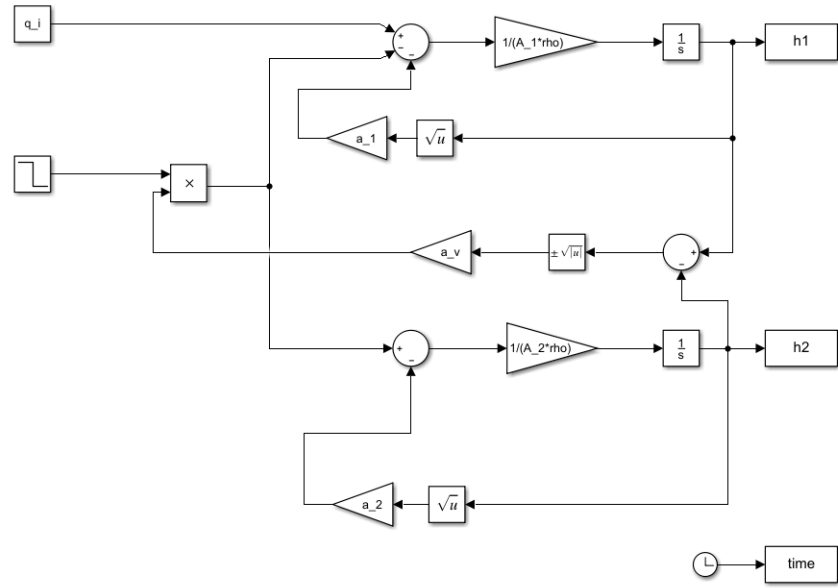 q_i
+
−
−
1/(A_1*rho)
1
s
h1
a_1
√u
×
a_v
± √|u|
+
−
+
−
1/(A_2*rho)
1
s
h2
a_2
√u
time